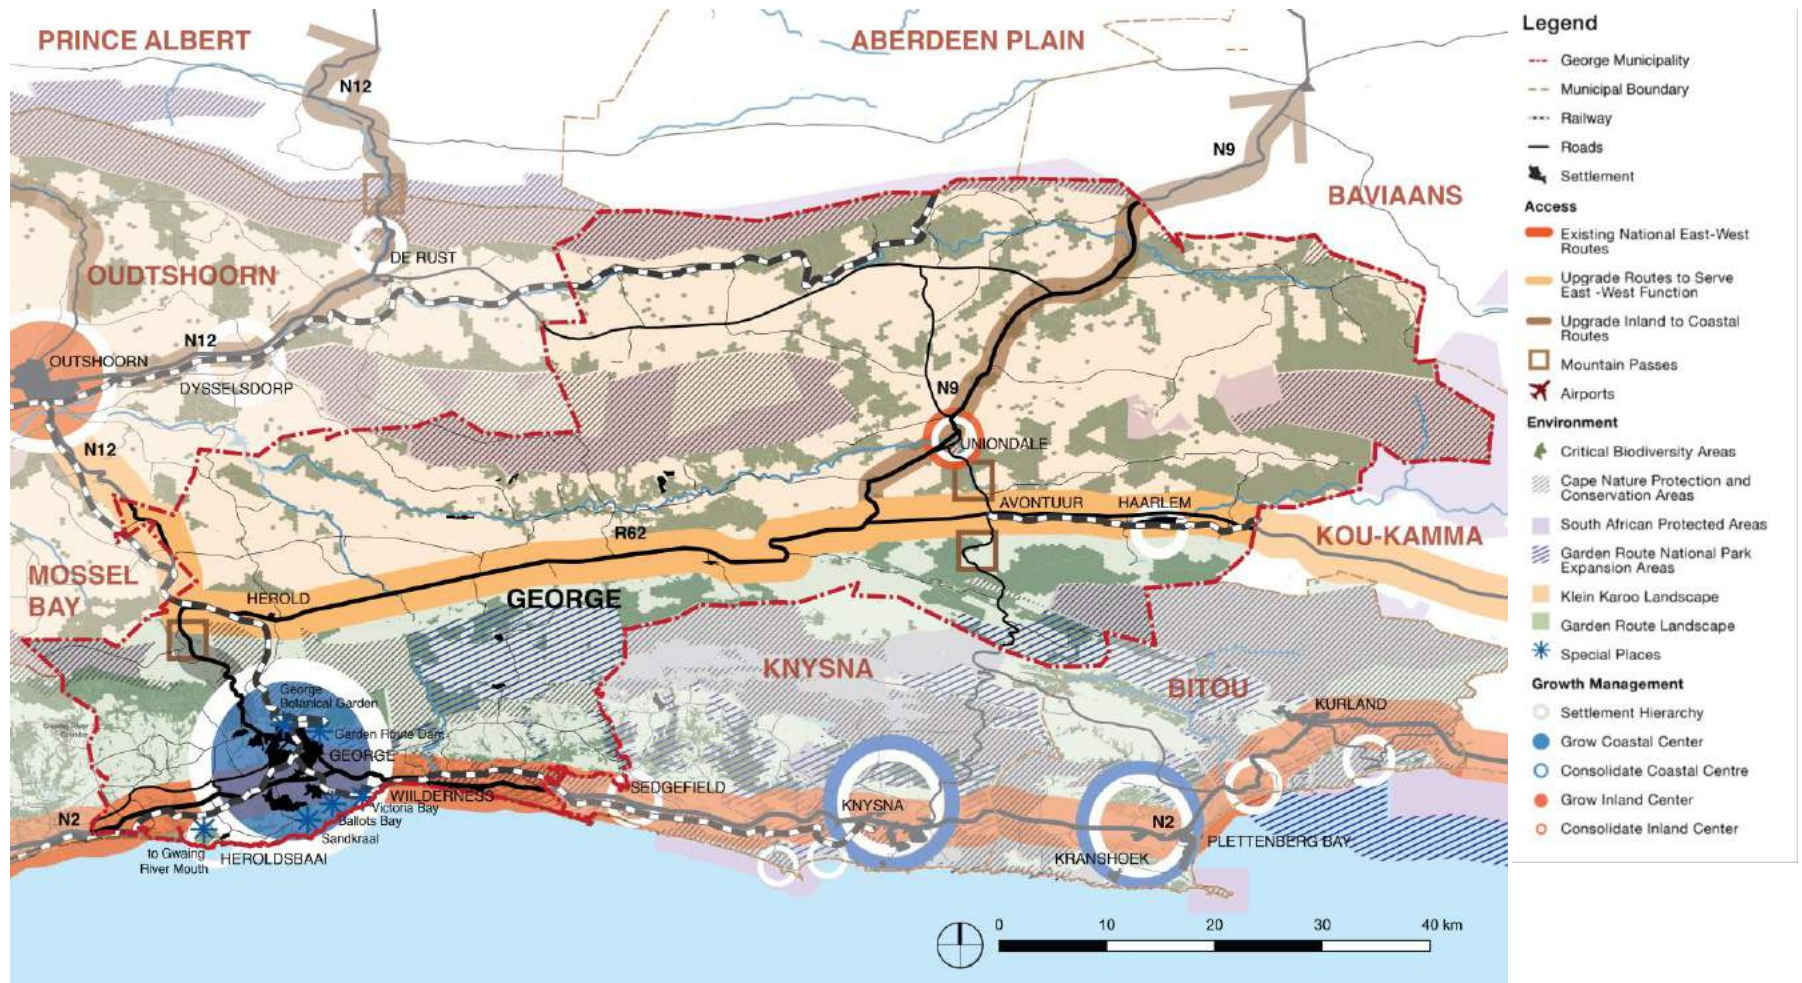 PRINCE ALBERT
ABERDEEN PLAIN
N12
N9
BAVIAANS
DE RUST
OUDTSHOORN
N12
OUTSHOORN
DYSSELSDORP
N9
N12
UNIONDALE
AVONTUUR
HAARLEM
R62
KOU-KAMMA
MOSSEL
BAY
HEROLD
GEORGE
KNYSNA
BITOU
George
Botanical Garden
KURLAND
Garden Route Dam
GEORGE
SEDGEFIELD
WIILDERNESS
Victoria Bay
KNYSNA
N2
N2
Ballots Bay
Sandkraal
PLETTENBERG BAY
to Gwaing
River Mouth
HEROLDSBAAI
KRANSHOEK
0 10 20 30 40 km
Legend
George Municipality
Municipal Boundary
Railway
Roads
Settlement
Access
Existing National East-West
Routes
Upgrade Routes to Serve
East -West Function
Upgrade Inland to Coastal
Routes
Mountain Passes
Airports
Environment
Critical Biodiversity Areas
Cape Nature Protection and
Conservation Areas
South African Protected Areas
Garden Route National Park
Expansion Areas
Klein Karoo Landscape
Garden Route Landscape
Special Places
Growth Management
Settlement Hierarchy
Grow Coastal Center
Consolidate Coastal Centre
Grow Inland Center
Consolidate Inland Center